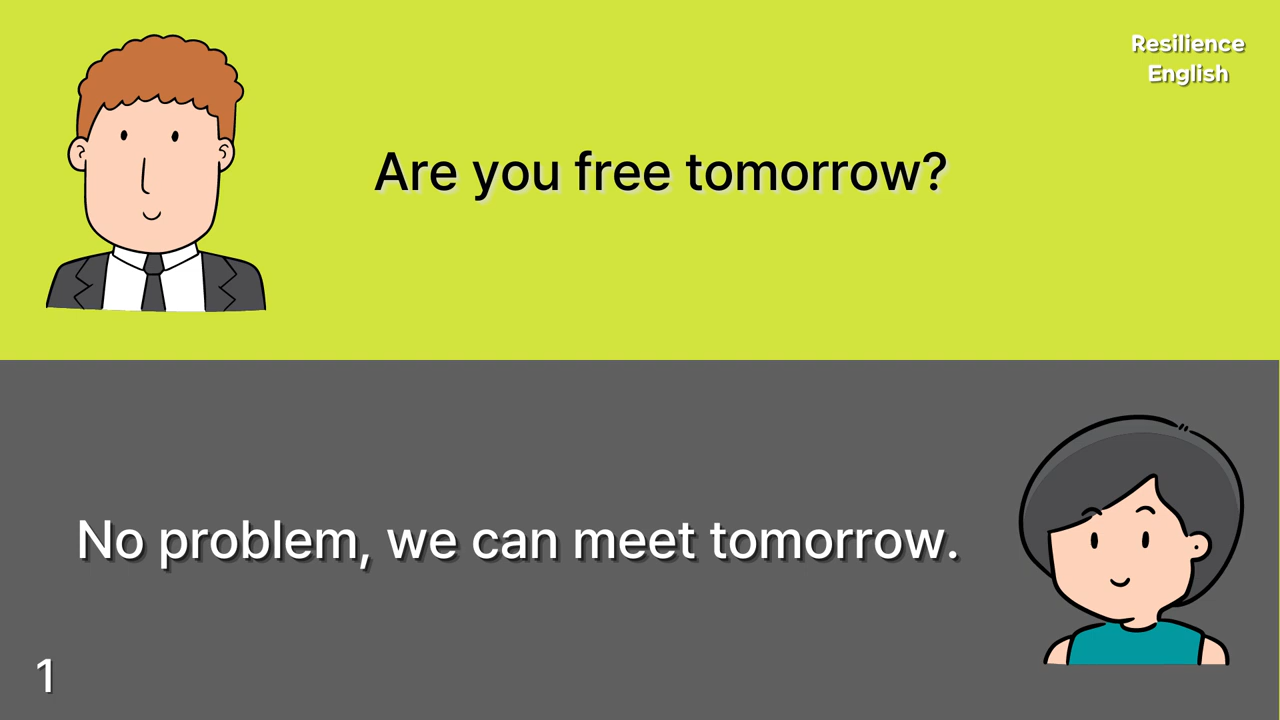 Resilience
English
Are you free tomorrow?
No problem, we can meet tomorrow.
1